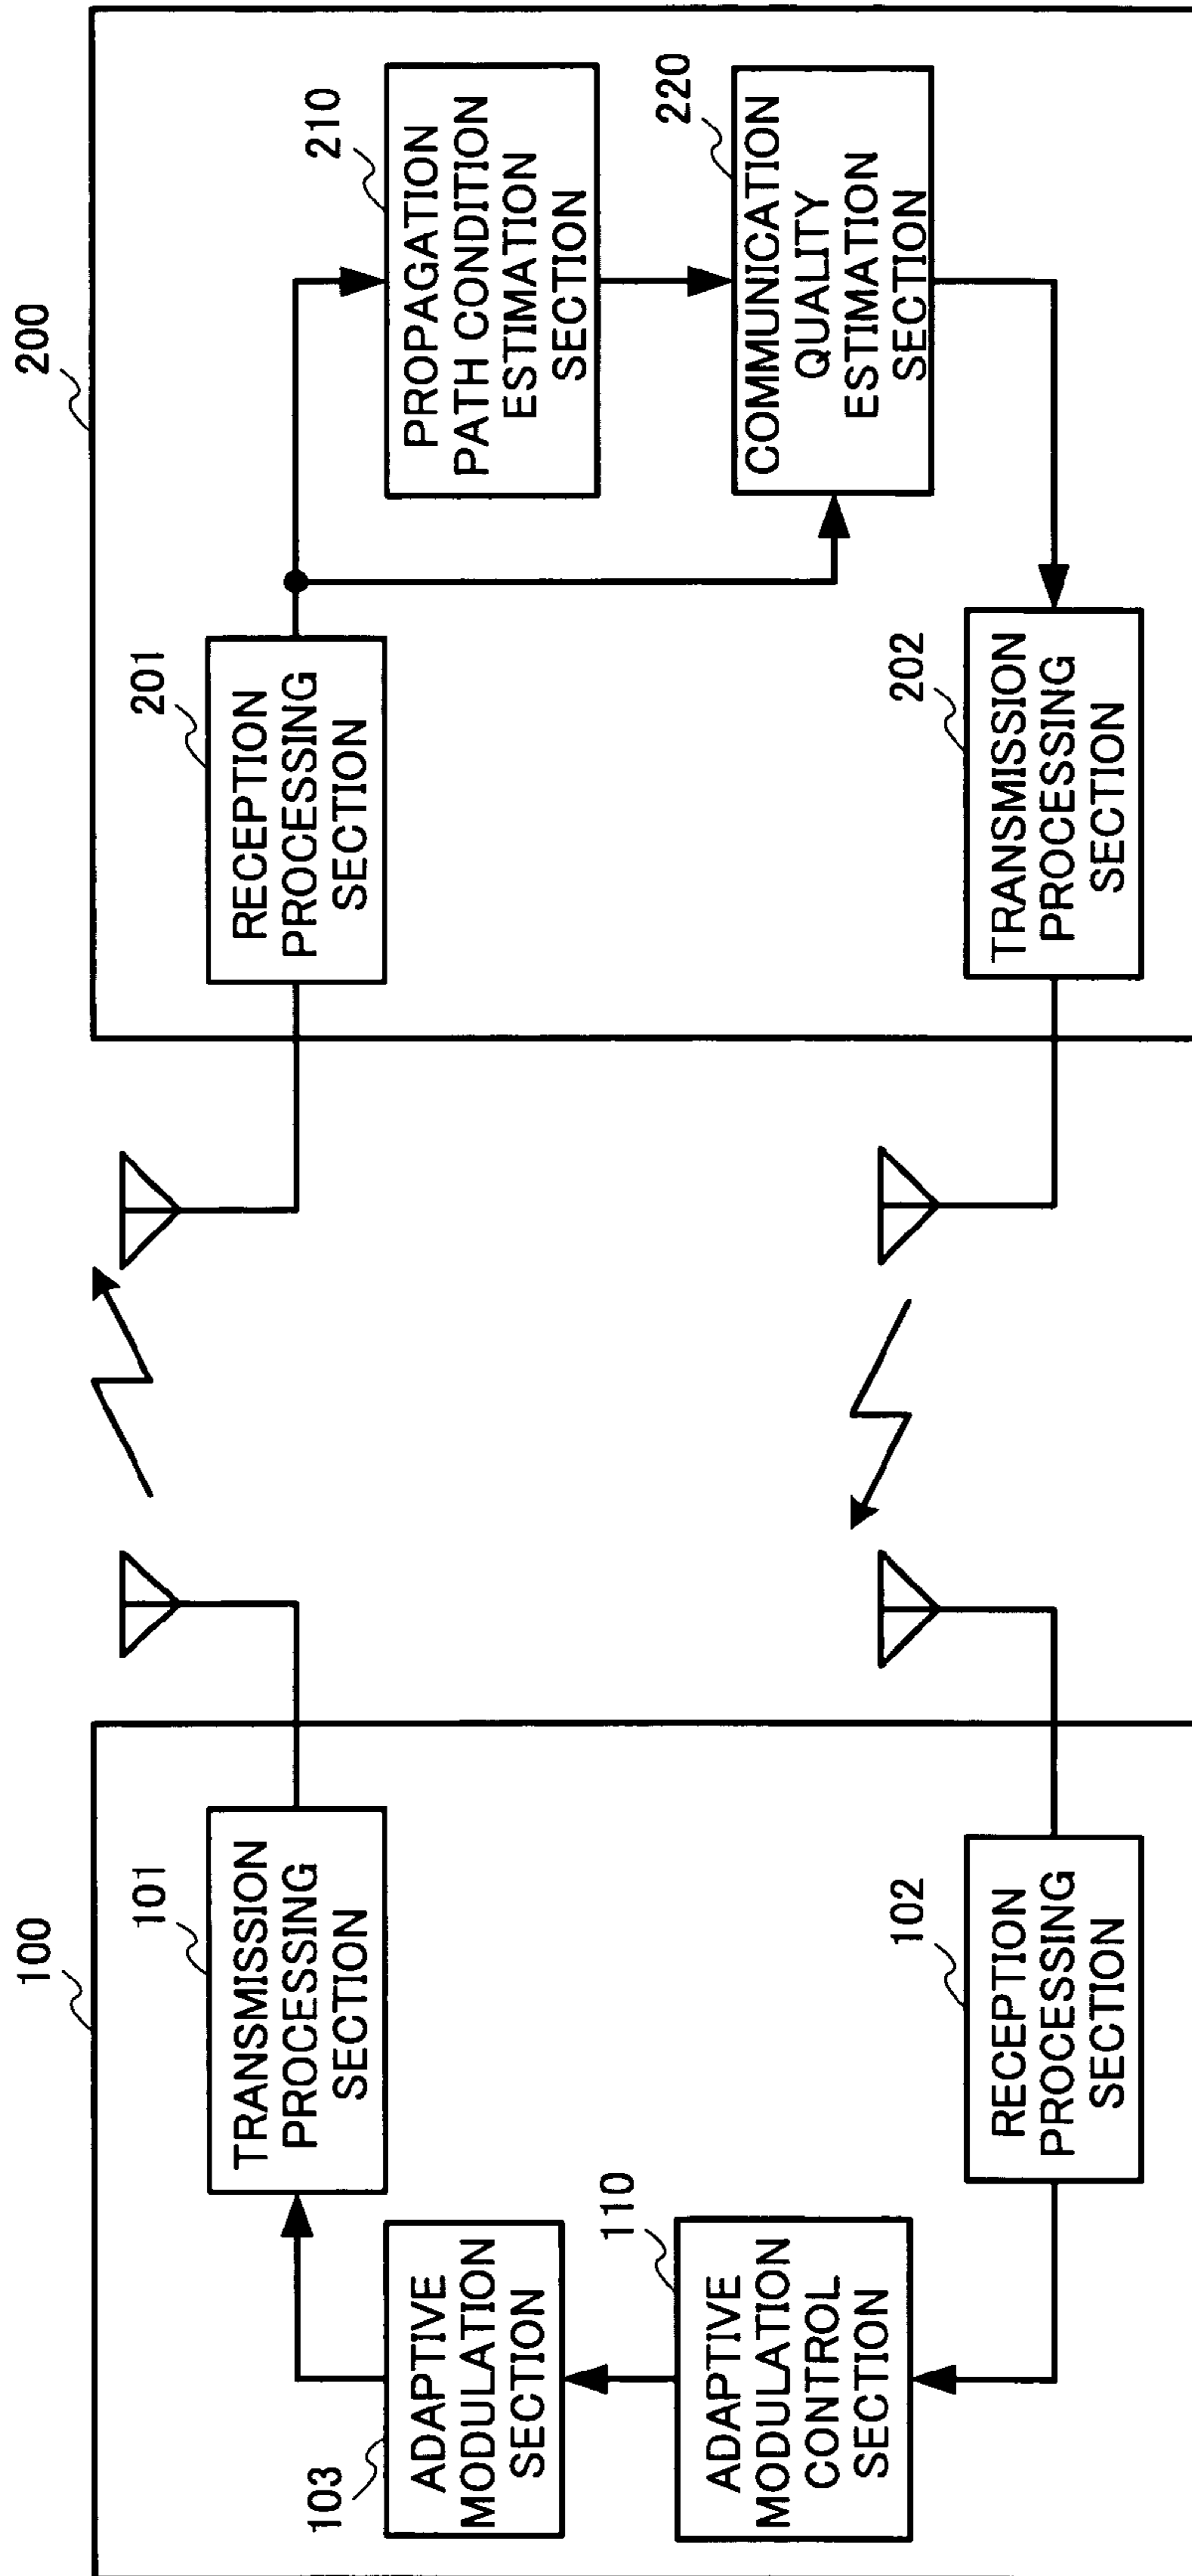 100
101
TRANSMISSION
PROCESSING
SECTION
103
ADAPTIVE
MODULATION
SECTION
110
ADAPTIVE
MODULATION
CONTROL
SECTION
102
RECEPTION
PROCESSING
SECTION
200
201
RECEPTION
PROCESSING
SECTION
210
PROPAGATION
PATH CONDITION
ESTIMATION
SECTION
220
COMMUNICATION
QUALITY
ESTIMATION
SECTION
202
TRANSMISSION
PROCESSING
SECTION